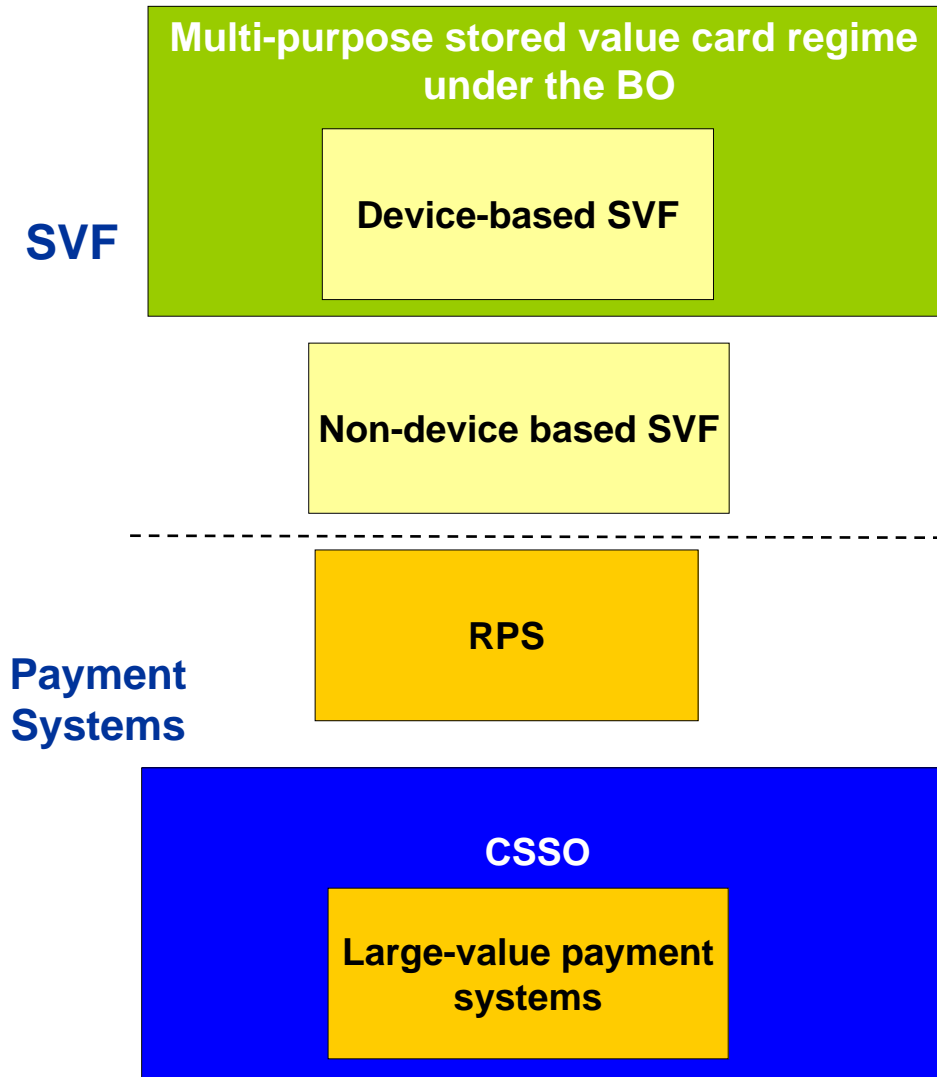 Multi-purpose stored value card regime
under the BO
Device-based SVF
SVF
Non-device based SVF
RPS
Payment
Systems
CSSO
Large-value payment
systems